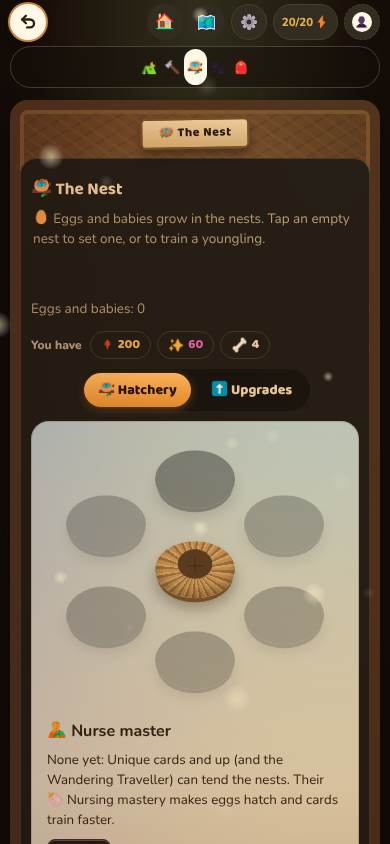 20/20
The Nest
The Nest
Eggs and babies grow in the nests. Tap an empty
nest to set one, or to train a youngling.
Eggs and babies: 0
You have 200 60 4
Hatchery Upgrades
Nurse master
None yet: Unique cards and up (and the
Wandering Traveller) can tend the nests. Their
Nursing mastery makes eggs hatch and cards
train faster.